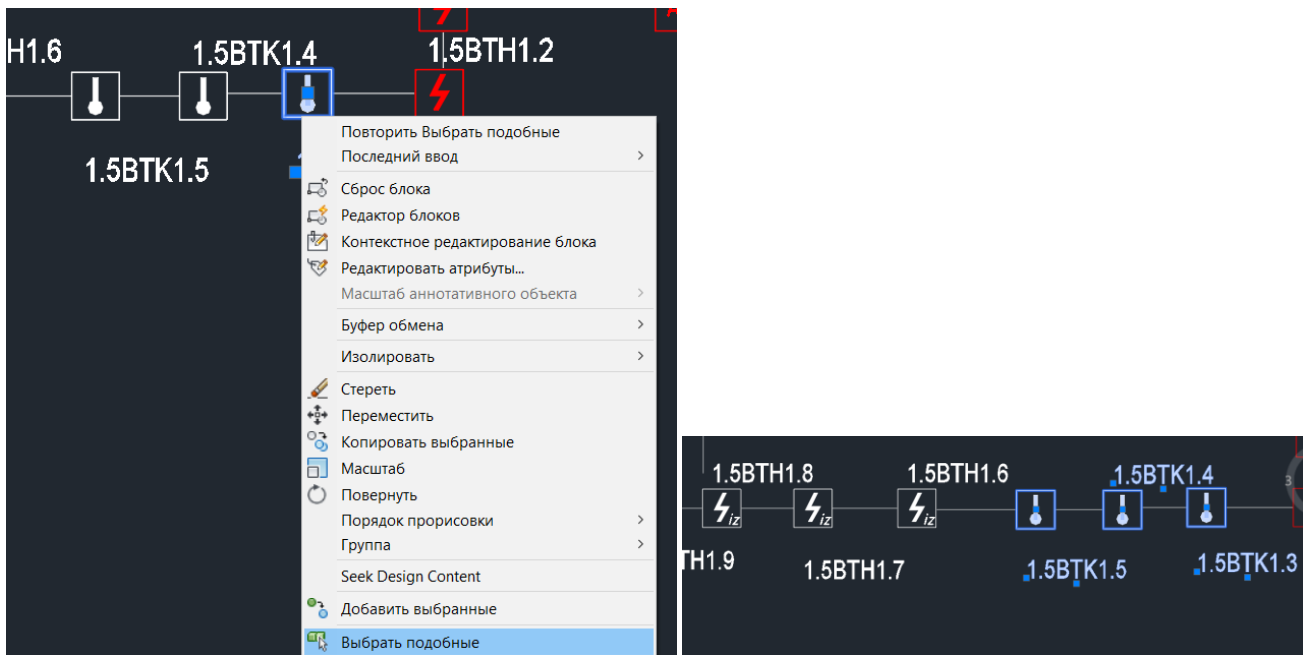 H1.6
1.5BTK1.4
1.5BTH1.2
1.5BTK1.5
Повторить Выбрать подобные
Последний ввод
Сброс блока
Редактор блоков
Контекстное редактирование блока
Редактировать атрибуты...
Масштаб аннотативного объекта
Буфер обмена
Изолировать
Стереть
Переместить
Копировать выбранные
Масштаб
Повернуть
Порядок прорисовки
Группа
Seek Design Content
Добавить выбранные
Выбрать подобные
1.5BTH1.8
1.5BTH1.6
1.5BTK1.4
3
iz
iz
iz
TH1.9
1.5BTH1.7
1.5BTK1.5
1.5BTK1.3